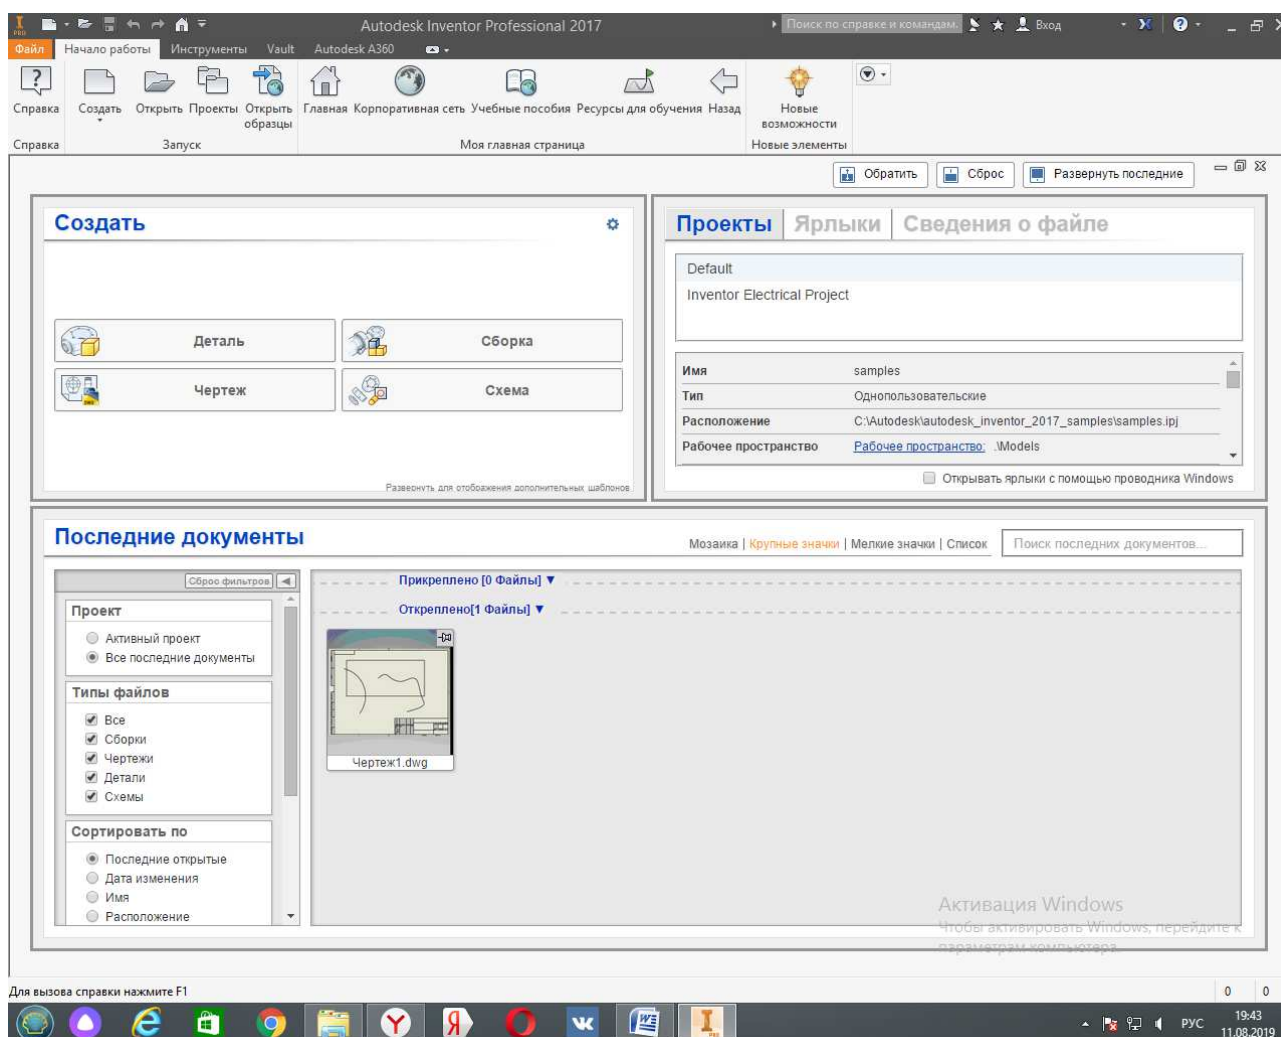 Autodesk Inventor Professional 2017
Поиск по справке и командам.
Вход
Файл
Начало работы
Инструменты
Vault
Autodesk A360
Справка
Создать
Открыть
Проекты
Открыть образцы
Главная
Корпоративная сеть
Учебные пособия
Ресурсы для обучения
Назад
Новые возможности
Справка
Запуск
Моя главная страница
Новые элементы
Обратить
Сброс
Развернуть последние
Создать
Деталь
Сборка
Чертеж
Схема
Развернуть для отображения дополнительных шаблонов
Проекты
Ярлыки
Сведения о файле
Default
Inventor Electrical Project
Имя samples
Тип Однопользовательские
Расположение C:\Autodesk\autodesk_inventor_2017_samples\samples.ipj
Рабочее пространство Рабочее пространство: .\Models
Открывать ярлыки с помощью проводника Windows
Последние документы
Мозаика | Крупные значки | Мелкие значки | Список
Поиск последних документов...
Сброс фильтров
Проект
Активный проект
Все последние документы
Типы файлов
Все
Сборки
Чертежи
Детали
Схемы
Сортировать по
Последние открытые
Дата изменения
Имя
Расположение
Прикреплено [0 Файлы] ▼
Откреплено[1 Файлы] ▼
Чертеж1.dwg
Активация Windows
Чтобы активировать Windows, перейдите к
параметрам компьютера.
Для вызова справки нажмите F1
0 0
РУС
19:43
11.08.2019